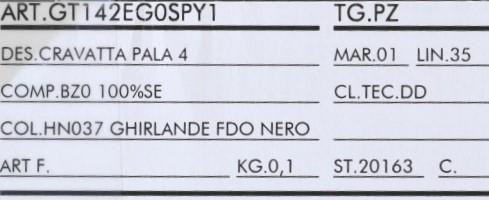 ART.GT142EG0SPY1 TG.PZ
DES.CRAVATTA PALA 4 MAR.01 LIN.35
COMP.BZ0 100%SE CL.TEC.DD
COL.HN037 GHIRLANDE FDO NERO
ART F. KG.0,1 ST.20163 C.